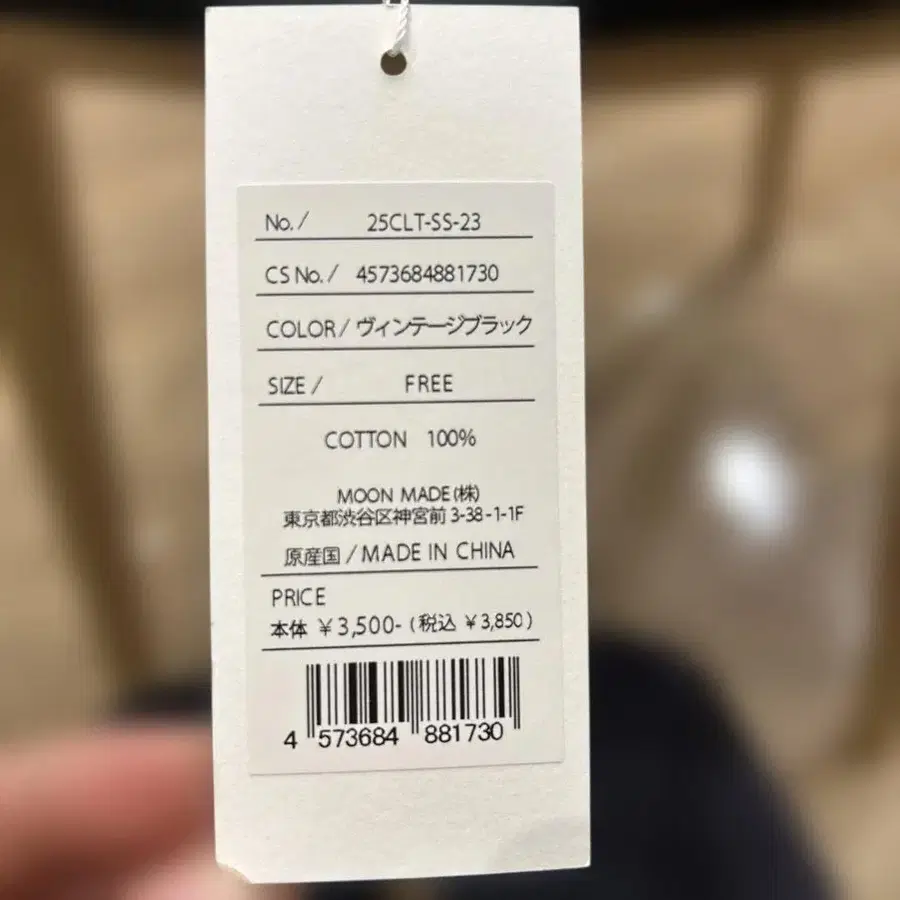 No. / 25CLT-SS-23
CS No. / 4573684881730
COLOR / ヴィンテージブラック
SIZE / FREE
COTTON 100%
MOON MADE(株)
東京都渋谷区神宮前 3-38-1-1F
原産国 / MADE IN CHINA
PRICE
本体 ¥3,500- (税込 ¥3,850)
4 573684 881730